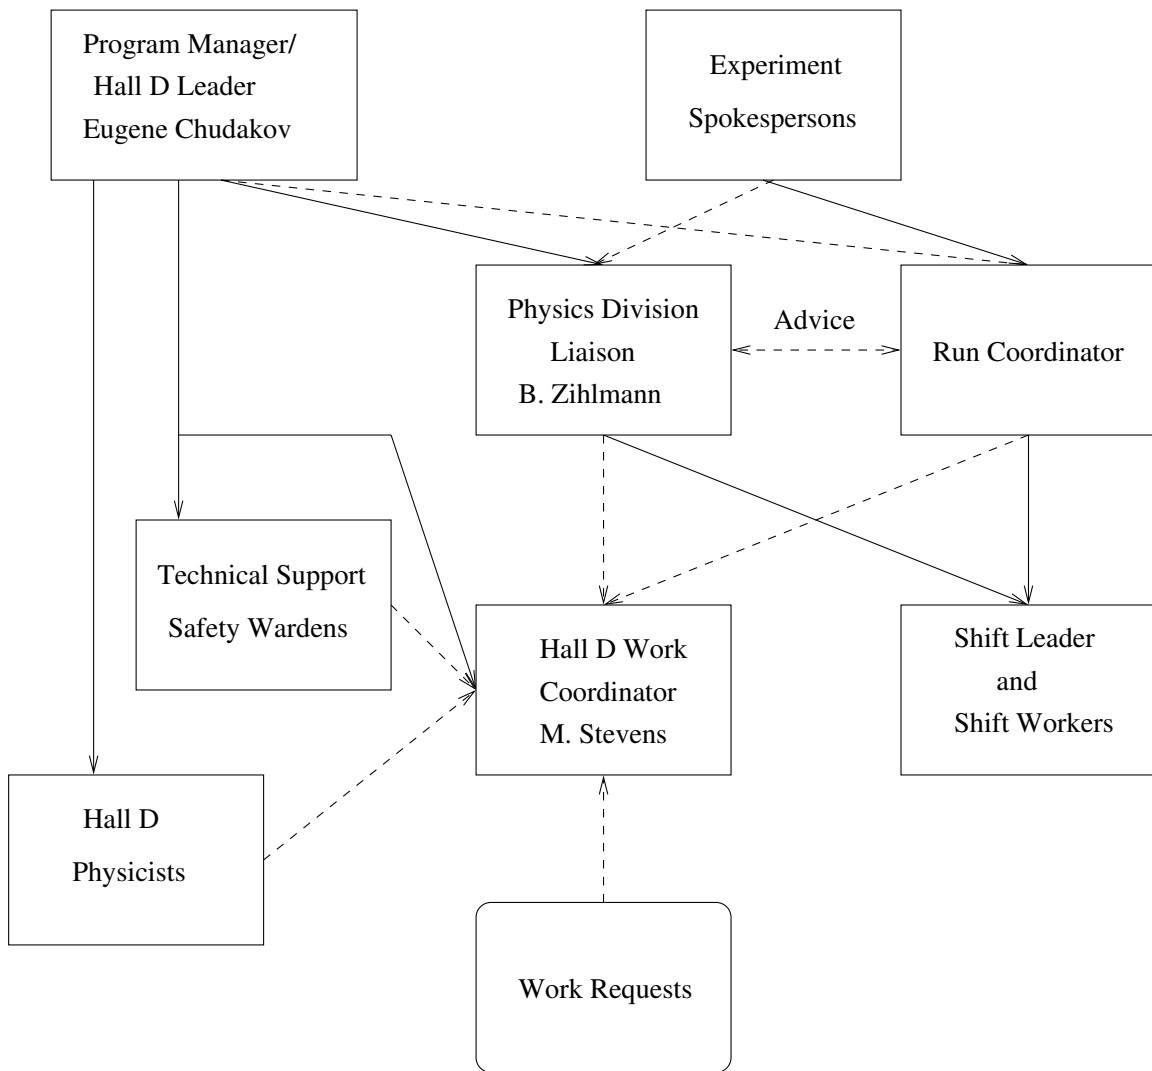 Program Manager/
Hall D Leader
Eugene Chudakov
Experiment
Spokespersons
Physics Division
Liaison
B. Zihlmann
Advice
Run Coordinator
Technical Support
Safety Wardens
Hall D Work
Coordinator
M. Stevens
Shift Leader
and
Shift Workers
Hall D
Physicists
Work Requests